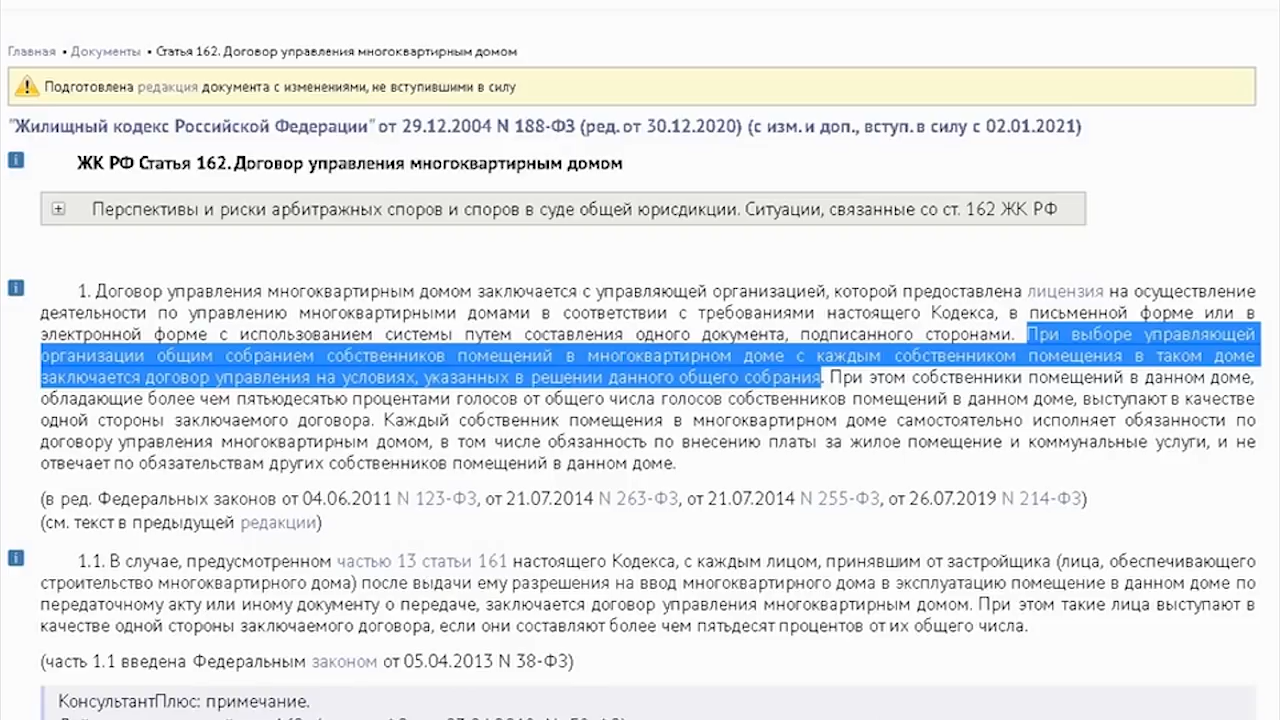 Главная • Документы • Статья 162. Договор управления многоквартирным домом
Подготовлена редакция документа с изменениями, не вступившими в силу
"Жилищный кодекс Российской Федерации" от 29.12.2004 N 188-ФЗ (ред. от 30.12.2020) (с изм. и доп., вступ. в силу с 02.01.2021)
ЖК РФ Статья 162. Договор управления многоквартирным домом
Перспективы и риски арбитражных споров и споров в суде общей юрисдикции. Ситуации, связанные со ст. 162 ЖК РФ
1. Договор управления многоквартирным домом заключается с управляющей организацией, которой предоставлена лицензия на осуществление
деятельности по управлению многоквартирными домами в соответствии с требованиями настоящего Кодекса, в письменной форме или в
электронной форме с использованием системы путем составления одного документа, подписанного сторонами. При выборе управляющей
организации общим собранием собственников помещений в многоквартирном доме с каждым собственником помещения в таком доме
заключается договор управления на условиях, указанных в решении данного общего собрания. При этом собственники помещений в данном доме,
обладающие более чем пятьюдесятью процентами голосов от общего числа голосов собственников помещений в данном доме, выступают в качестве
одной стороны заключаемого договора. Каждый собственник помещения в многоквартирном доме самостоятельно исполняет обязанности по
договору управления многоквартирным домом, в том числе обязанность по внесению платы за жилое помещение и коммунальные услуги, и не
отвечает по обязательствам других собственников помещений в данном доме.
(в ред. Федеральных законов от 04.06.2011 N 123-ФЗ, от 21.07.2014 N 263-ФЗ, от 21.07.2014 N 255-ФЗ, от 26.07.2019 N 214-ФЗ)
(см. текст в предыдущей редакции)
1.1. В случае, предусмотренном частью 13 статьи 161 настоящего Кодекса, с каждым лицом, принявшим от застройщика (лица, обеспечивающего
строительство многоквартирного дома) после выдачи ему разрешения на ввод многоквартирного дома в эксплуатацию помещение в данном доме по
передаточному акту или иному документу о передаче, заключается договор управления многоквартирным домом. При этом такие лица выступают в
качестве одной стороны заключаемого договора, если они составляют более чем пятьдесят процентов от их общего числа.
(часть 1.1 введена Федеральным законом от 05.04.2013 N 38-ФЗ)
КонсультантПлюс: примечание.